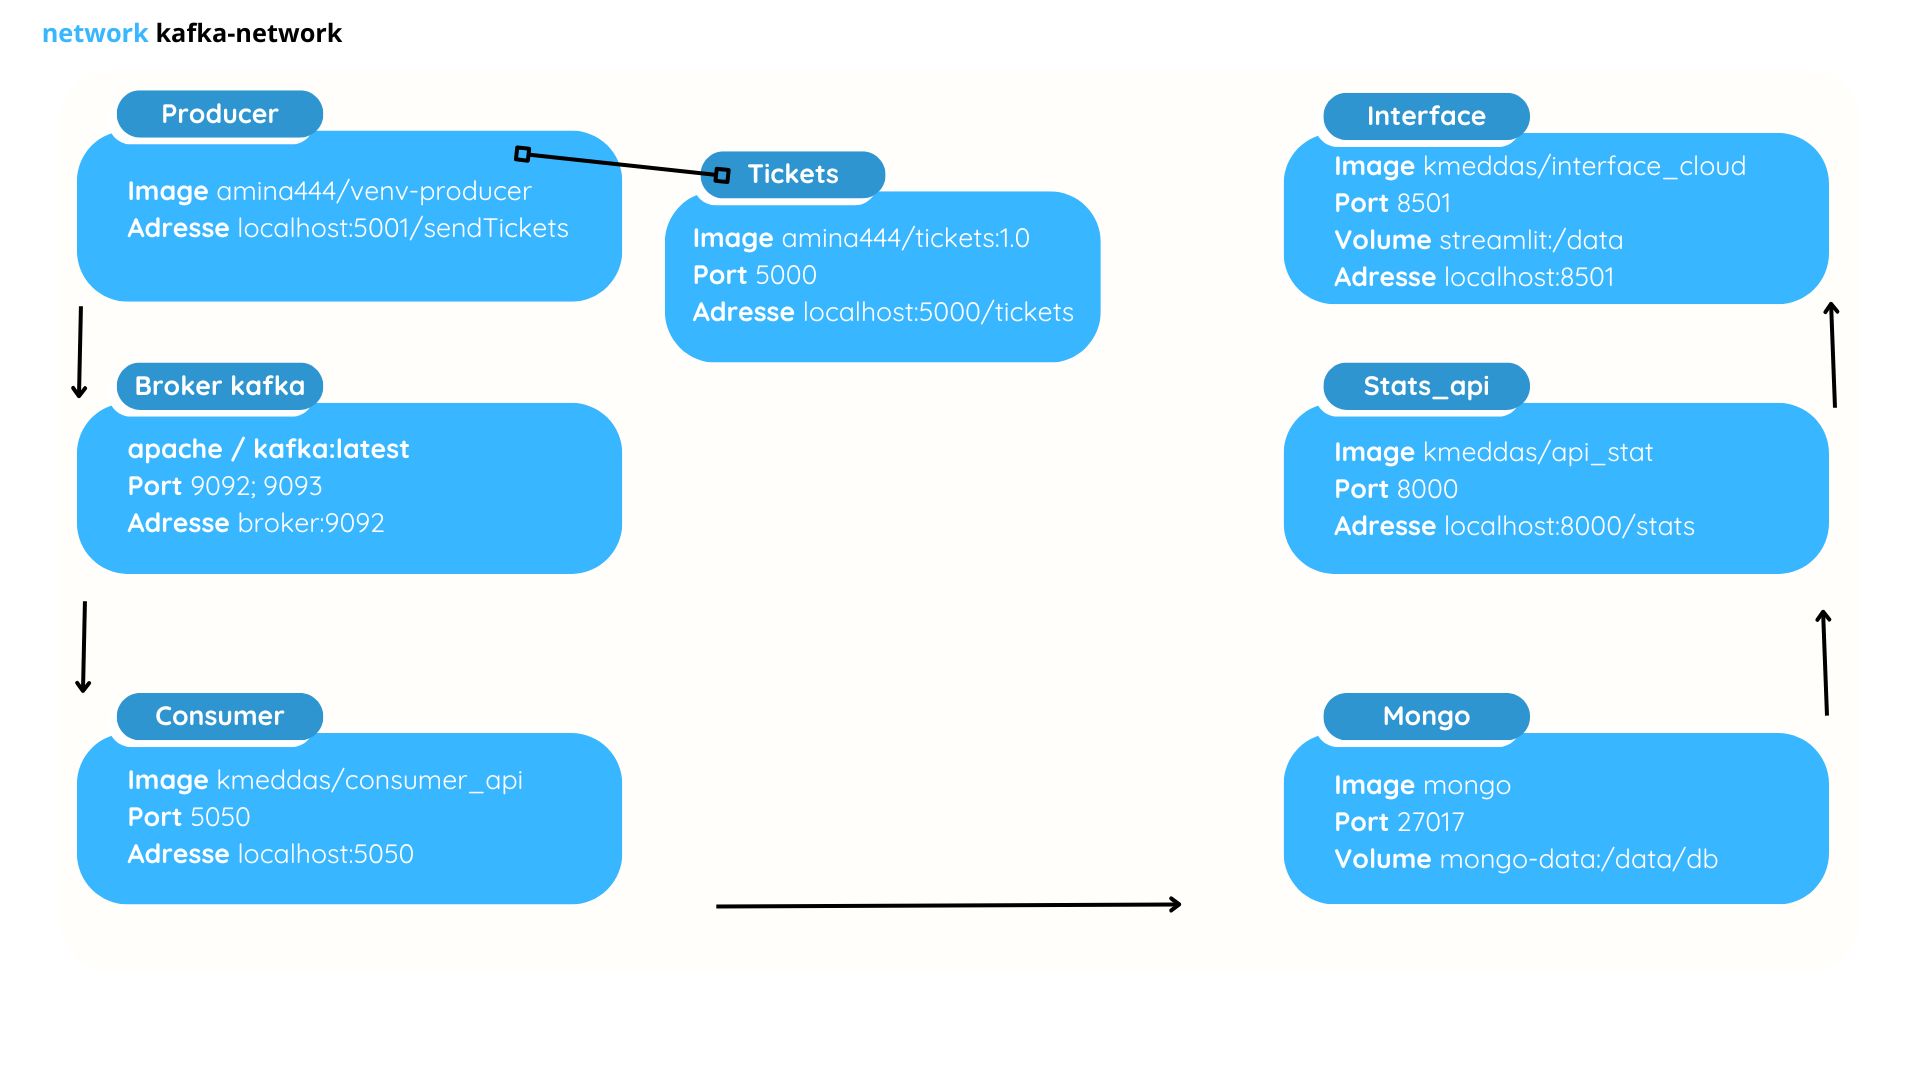 network kafka-network
Producer
Image amina444/venv-producer
Adresse localhost:5001/sendTickets
Tickets
Image amina444/tickets:1.0
Port 5000
Adresse localhost:5000/tickets
Broker kafka
apache / kafka:latest
Port 9092; 9093
Adresse broker:9092
Consumer
Image kmeddas/consumer_api
Port 5050
Adresse localhost:5050
Interface
Image kmeddas/interface_cloud
Port 8501
Volume streamlit:/data
Adresse localhost:8501
Stats_api
Image kmeddas/api_stat
Port 8000
Adresse localhost:8000/stats
Mongo
Image mongo
Port 27017
Volume mongo-data:/data/db